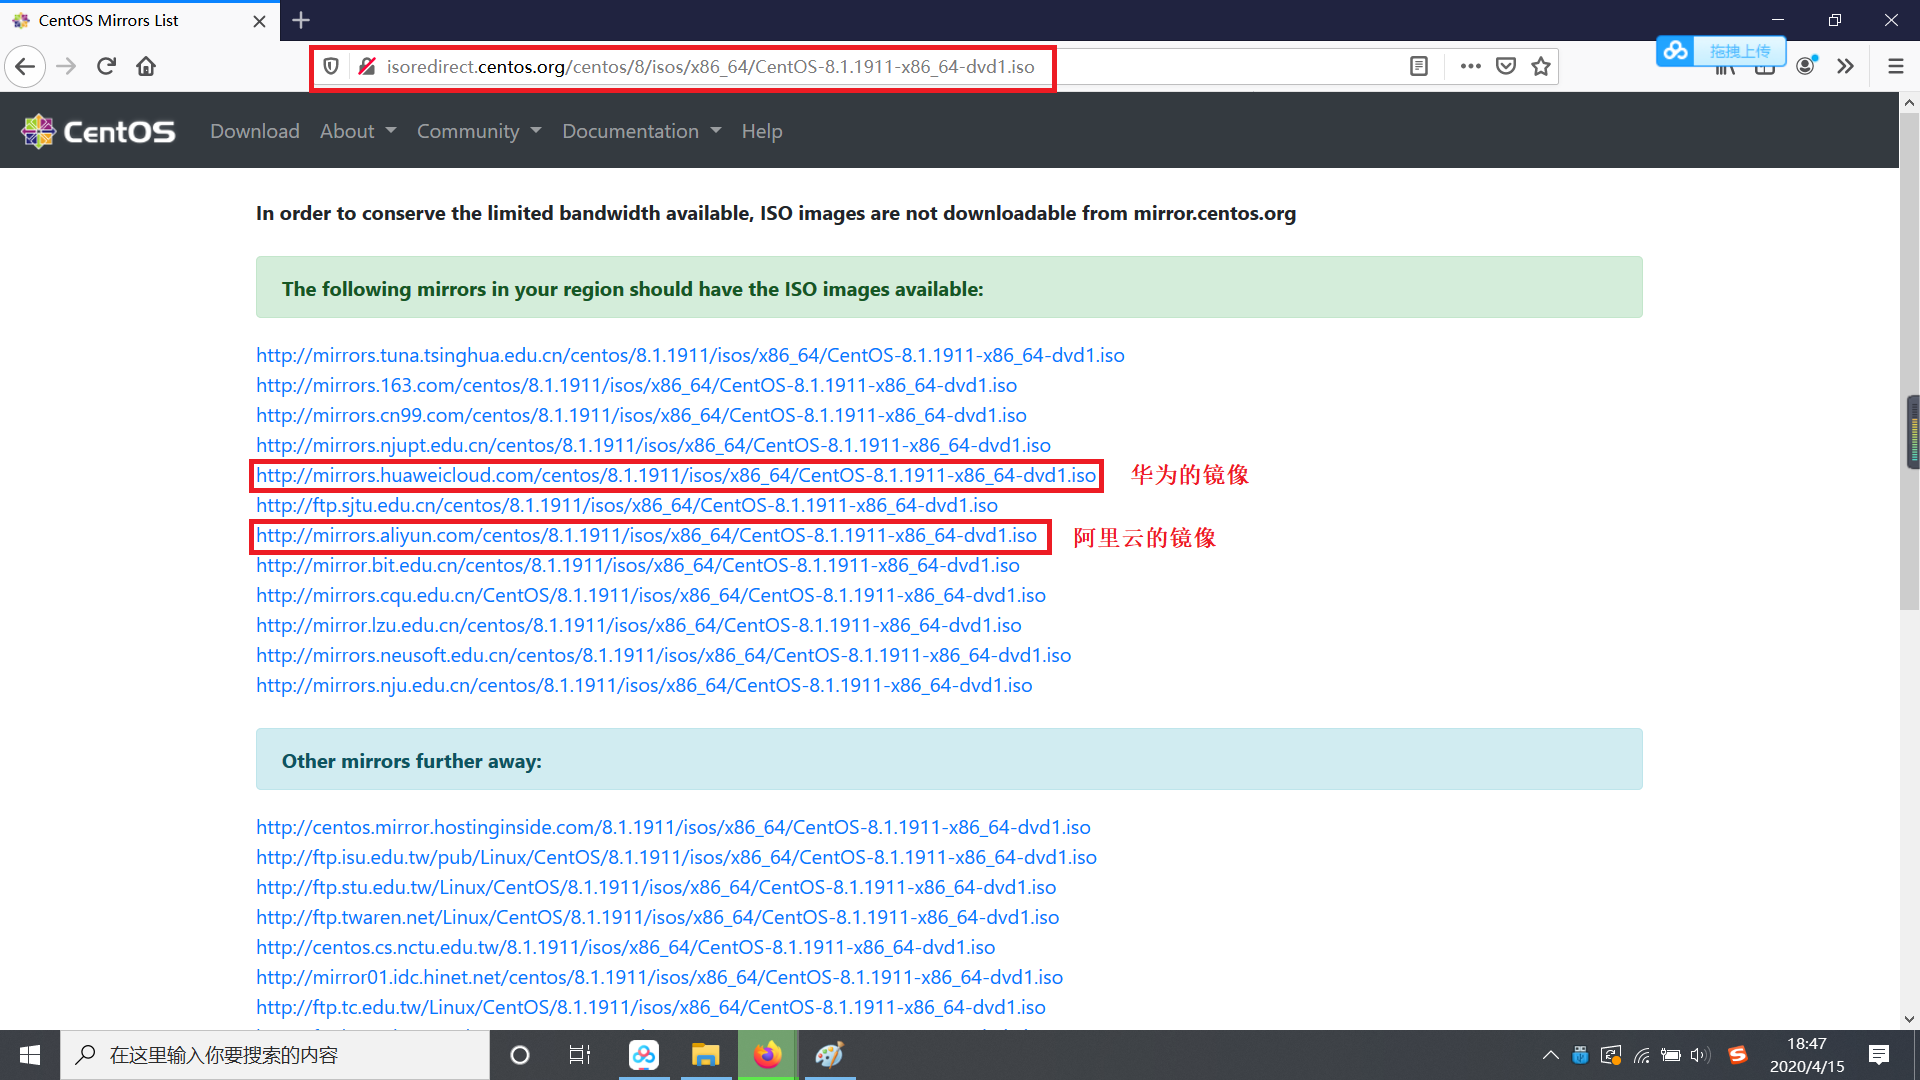 CentOS Mirrors List
isoredirect.centos.org/centos/8/isos/x86_64/CentOS-8.1.1911-x86_64-dvd1.iso
拖拽上传
CentOS Download About Community Documentation Help
In order to conserve the limited bandwidth available, ISO images are not downloadable from mirror.centos.org
The following mirrors in your region should have the ISO images available:
http://mirrors.tuna.tsinghua.edu.cn/centos/8.1.1911/isos/x86_64/CentOS-8.1.1911-x86_64-dvd1.iso
http://mirrors.163.com/centos/8.1.1911/isos/x86_64/CentOS-8.1.1911-x86_64-dvd1.iso
http://mirrors.cn99.com/centos/8.1.1911/isos/x86_64/CentOS-8.1.1911-x86_64-dvd1.iso
http://mirrors.njupt.edu.cn/centos/8.1.1911/isos/x86_64/CentOS-8.1.1911-x86_64-dvd1.iso
http://mirrors.huaweicloud.com/centos/8.1.1911/isos/x86_64/CentOS-8.1.1911-x86_64-dvd1.iso 华为的镜像
http://ftp.sjtu.edu.cn/centos/8.1.1911/isos/x86_64/CentOS-8.1.1911-x86_64-dvd1.iso
http://mirrors.aliyun.com/centos/8.1.1911/isos/x86_64/CentOS-8.1.1911-x86_64-dvd1.iso 阿里云的镜像
http://mirror.bit.edu.cn/centos/8.1.1911/isos/x86_64/CentOS-8.1.1911-x86_64-dvd1.iso
http://mirrors.cqu.edu.cn/CentOS/8.1.1911/isos/x86_64/CentOS-8.1.1911-x86_64-dvd1.iso
http://mirror.lzu.edu.cn/centos/8.1.1911/isos/x86_64/CentOS-8.1.1911-x86_64-dvd1.iso
http://mirrors.neusoft.edu.cn/centos/8.1.1911/isos/x86_64/CentOS-8.1.1911-x86_64-dvd1.iso
http://mirrors.nju.edu.cn/centos/8.1.1911/isos/x86_64/CentOS-8.1.1911-x86_64-dvd1.iso
Other mirrors further away:
http://centos.mirror.hostinginside.com/8.1.1911/isos/x86_64/CentOS-8.1.1911-x86_64-dvd1.iso
http://ftp.isu.edu.tw/pub/Linux/CentOS/8.1.1911/isos/x86_64/CentOS-8.1.1911-x86_64-dvd1.iso
http://ftp.stu.edu.tw/Linux/CentOS/8.1.1911/isos/x86_64/CentOS-8.1.1911-x86_64-dvd1.iso
http://ftp.twaren.net/Linux/CentOS/8.1.1911/isos/x86_64/CentOS-8.1.1911-x86_64-dvd1.iso
http://centos.cs.nctu.edu.tw/8.1.1911/isos/x86_64/CentOS-8.1.1911-x86_64-dvd1.iso
http://mirror01.idc.hinet.net/centos/8.1.1911/isos/x86_64/CentOS-8.1.1911-x86_64-dvd1.iso
http://ftp.tc.edu.tw/Linux/CentOS/8.1.1911/isos/x86_64/CentOS-8.1.1911-x86_64-dvd1.iso
在这里输入你要搜索的内容
18:47
2020/4/15